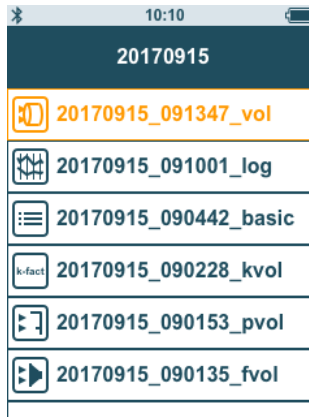 10:10
20170915
20170915_091347_vol
20170915_091001_log
20170915_090442_basic
k-fact 20170915_090228_kvol
20170915_090153_pvol
20170915_090135_fvol